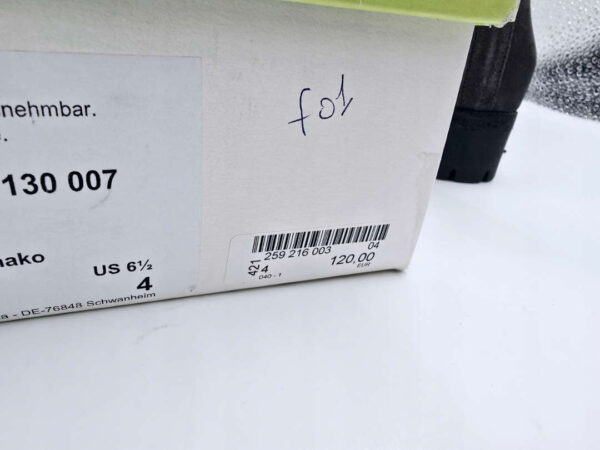 nehmbar.
130 007
nako
US 6½
4
a - DE-76848 Schwanheim
fo1
259 216 003 04
421
4 120,00
040 - 1 EUR